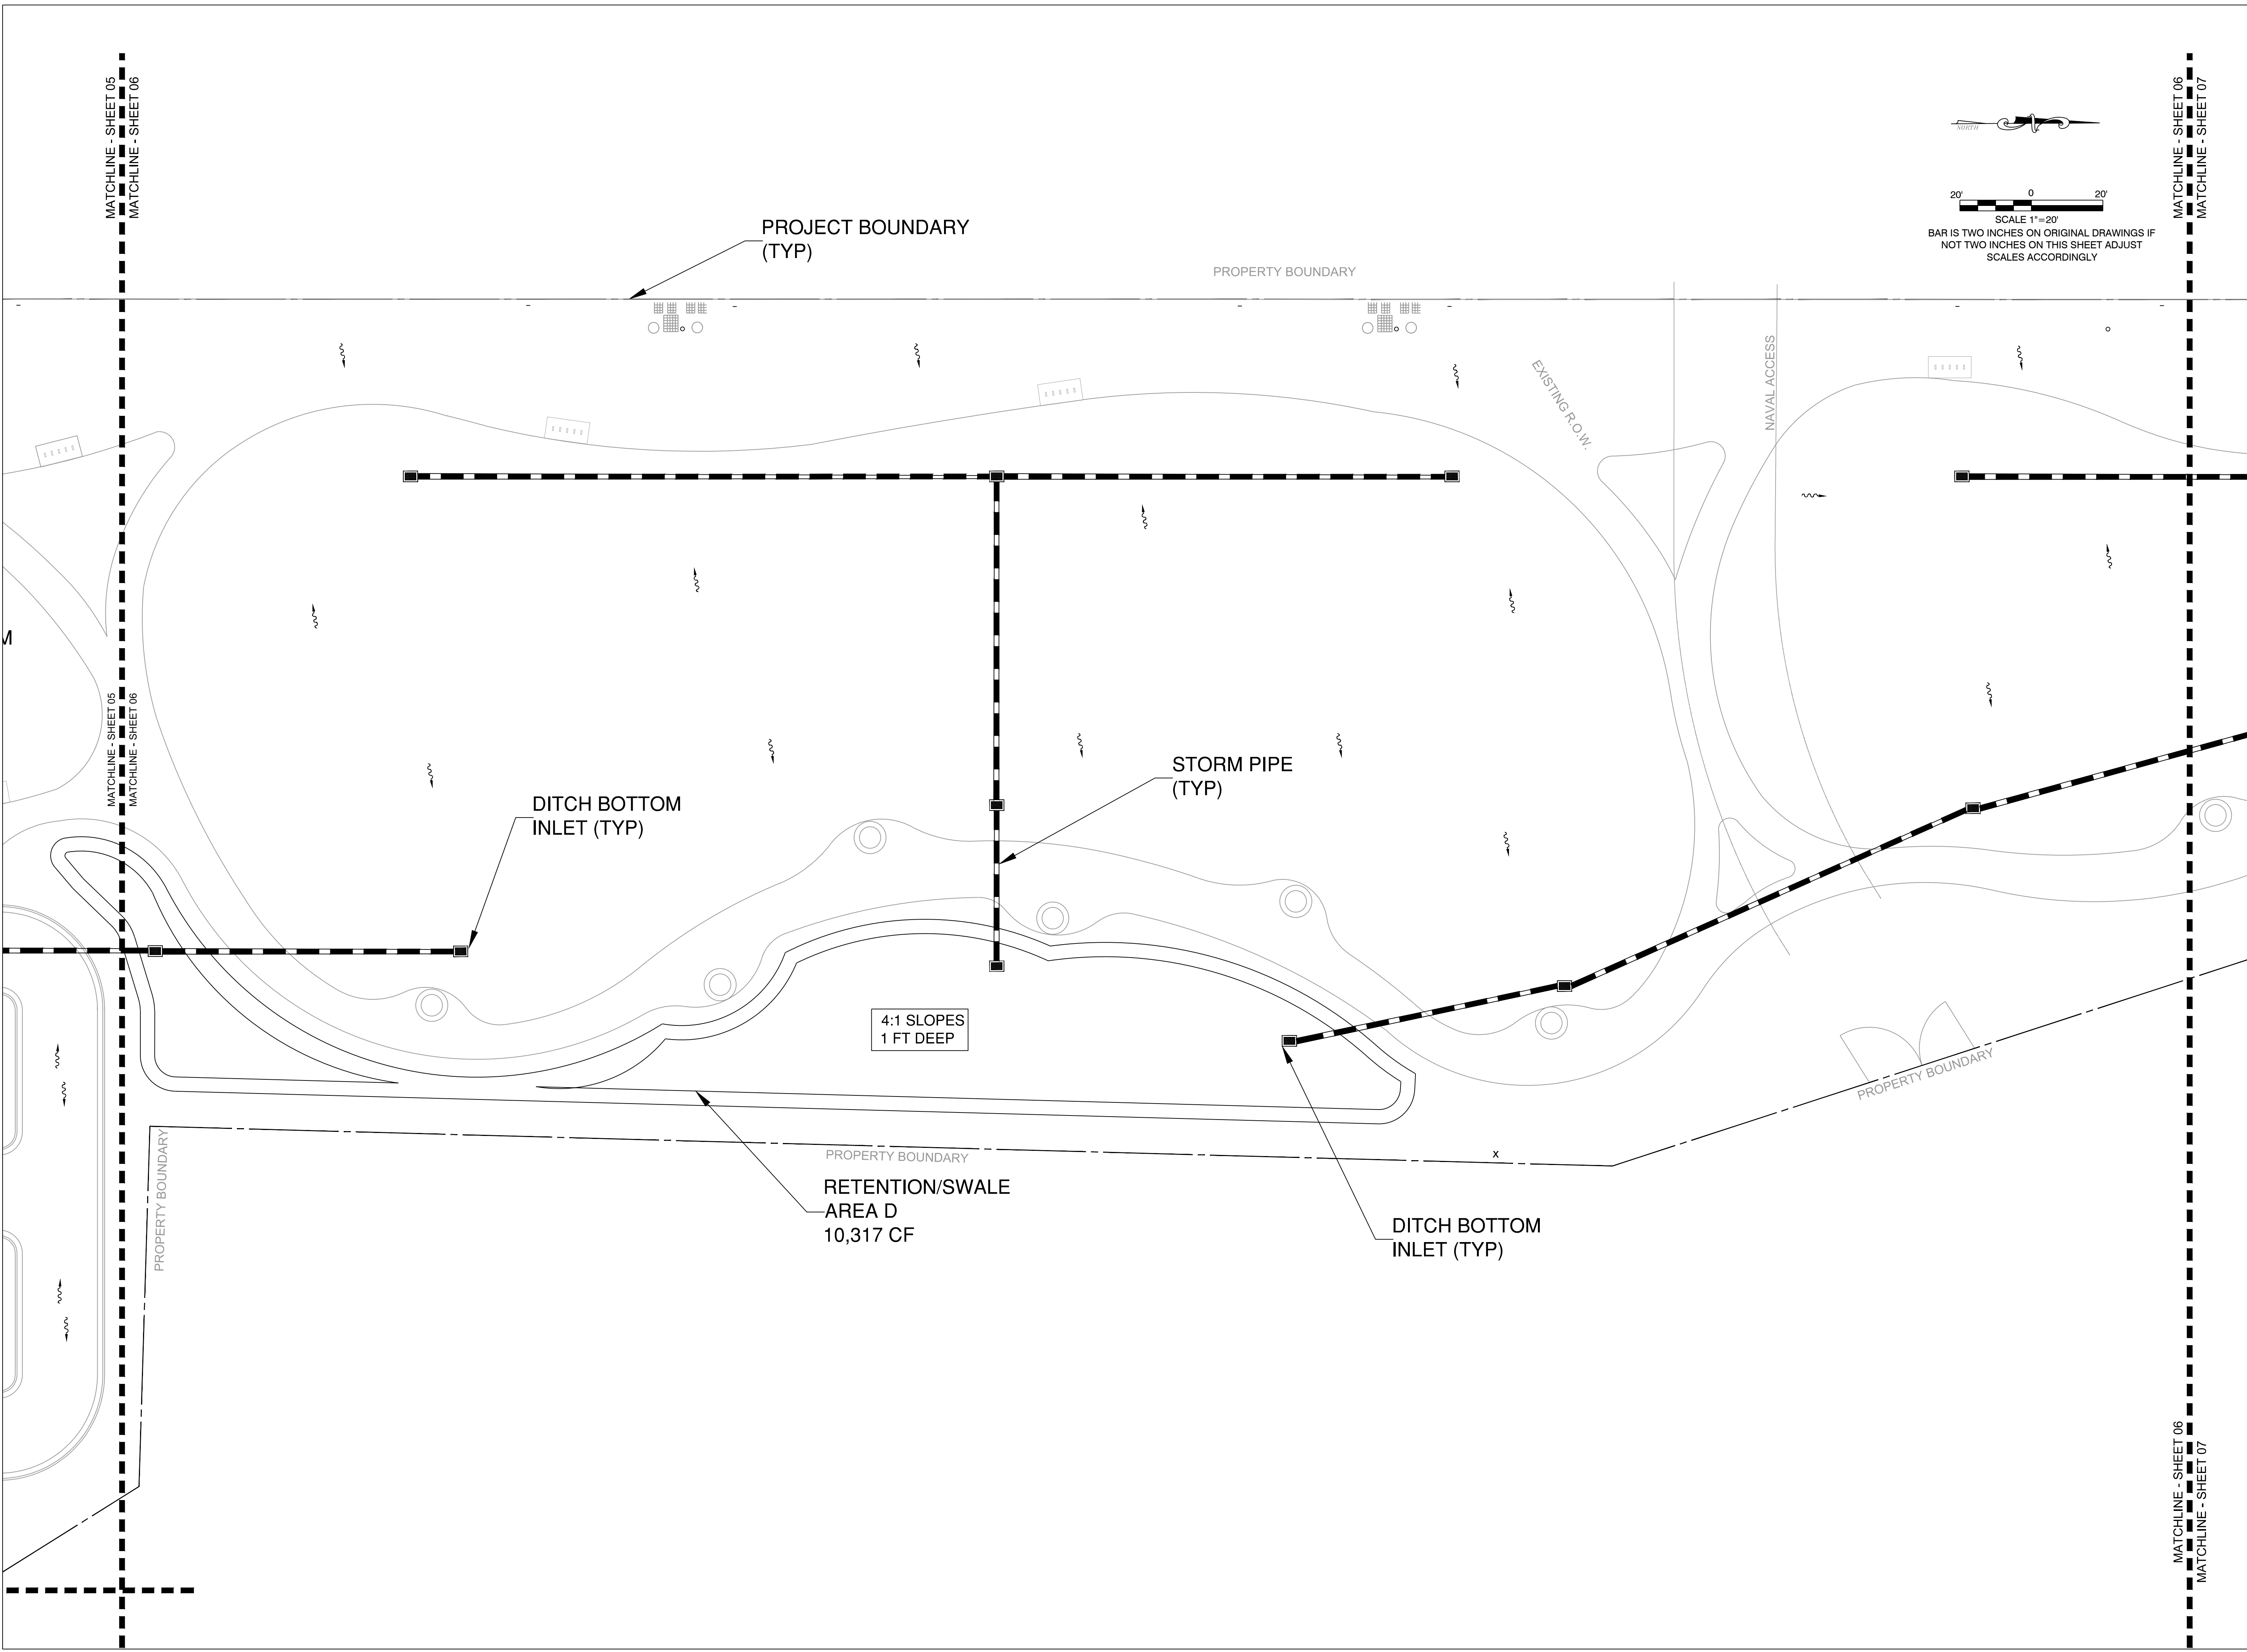 MATCHLINE - SHEET 05
MATCHLINE - SHEET 06
MATCHLINE - SHEET 06
MATCHLINE - SHEET 07
NORTH
20' 0 20'
SCALE 1"=20'
BAR IS TWO INCHES ON ORIGINAL DRAWINGS IF
NOT TWO INCHES ON THIS SHEET ADJUST
SCALES ACCORDINGLY
PROJECT BOUNDARY
(TYP)
PROPERTY BOUNDARY
EXISTING R.O.W.
NAVAL ACCESS
M
MATCHLINE - SHEET 05
MATCHLINE - SHEET 06
DITCH BOTTOM
INLET (TYP)
STORM PIPE
(TYP)
4:1 SLOPES
1 FT DEEP
PROPERTY BOUNDARY
PROPERTY BOUNDARY
PROPERTY BOUNDARY
X
RETENTION/SWALE
AREA D
10,317 CF
DITCH BOTTOM
INLET (TYP)
MATCHLINE - SHEET 06
MATCHLINE - SHEET 07